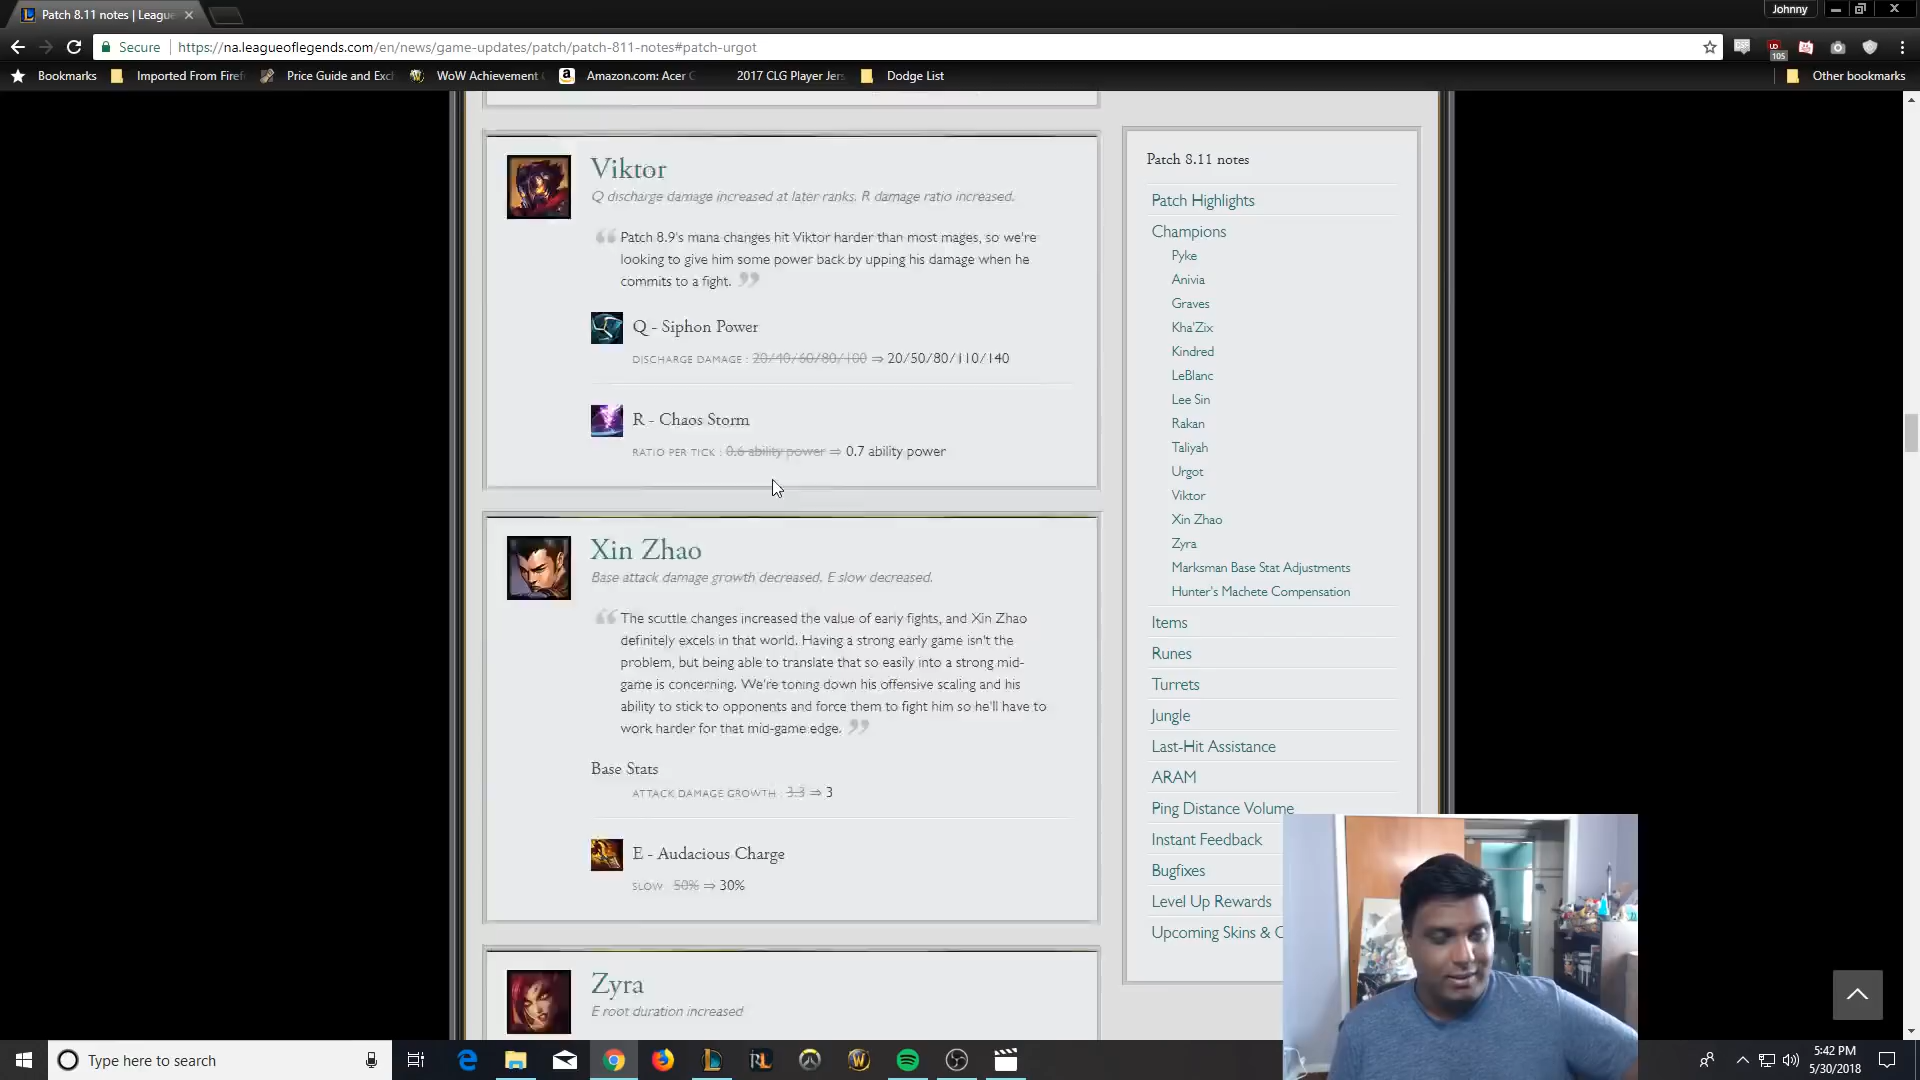 Patch 8.11 notes | League
Johnny
Secure
https://na.leagueoflegends.com/en/news/game-updates/patch/patch-811-notes#patch-urgot
105
Bookmarks
Imported From Firef
Price Guide and Excl
WoW Achievement
Amazon.com: Acer C
2017 CLG Player Jers
Dodge List
Other bookmarks
Viktor
Q discharge damage increased at later ranks. R damage ratio increased.
Patch 8.9's mana changes hit Viktor harder than most mages, so we're
looking to give him some power back by upping his damage when he
commits to a fight.
Q - Siphon Power
DISCHARGE DAMAGE : 20/40/60/80/100 ⇒ 20/50/80/110/140
R - Chaos Storm
RATIO PER TICK : 0.6 ability power ⇒ 0.7 ability power
Xin Zhao
Base attack damage growth decreased. E slow decreased.
The scuttle changes increased the value of early fights, and Xin Zhao
definitely excels in that world. Having a strong early game isn't the
problem, but being able to translate that so easily into a strong mid-
game is concerning. We're toning down his offensive scaling and his
ability to stick to opponents and force them to fight him so he'll have to
work harder for that mid-game edge.
Base Stats
ATTACK DAMAGE GROWTH : 3.3 ⇒ 3
E - Audacious Charge
SLOW : 50% ⇒ 30%
Zyra
E root duration increased
Patch 8.11 notes
Patch Highlights
Champions
Pyke
Anivia
Graves
Kha'Zix
Kindred
LeBlanc
Lee Sin
Rakan
Taliyah
Urgot
Viktor
Xin Zhao
Zyra
Marksman Base Stat Adjustments
Hunter's Machete Compensation
Items
Runes
Turrets
Jungle
Last-Hit Assistance
ARAM
Ping Distance Volume
Instant Feedback
Bugfixes
Level Up Rewards
Upcoming Skins & C
Type here to search
5:42 PM
5/30/2018